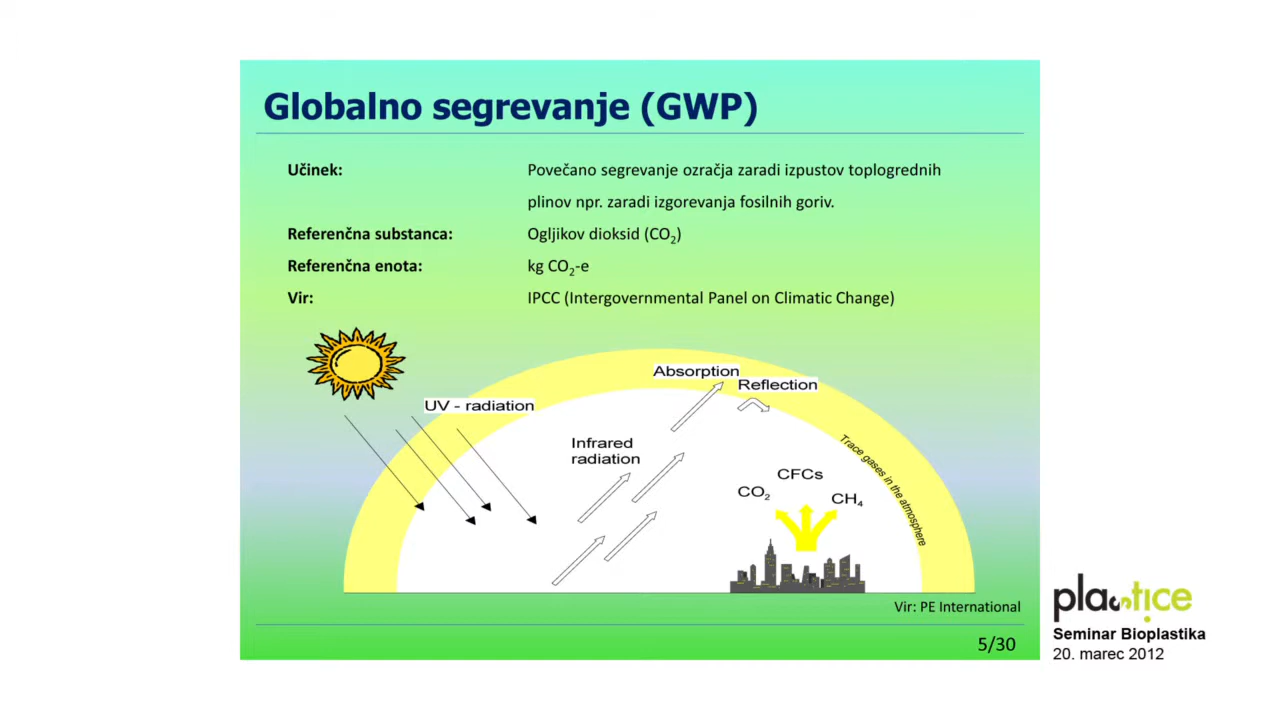 Globalno segrevanje (GWP)
Učinek: Povečano segrevanje ozračja zaradi izpustov toplogrednih
plinov npr. zaradi izgorevanja fosilnih goriv.
Referenčna substanca: Ogljikov dioksid (CO₂)
Referenčna enota: kg CO₂-e
Vir: IPCC (Intergovernmental Panel on Climatic Change)
Absorption
Reflection
UV - radiation
Infrared
radiation
Trace gases in the atmosphere
CFCs
CO₂
CH₄
Vir: PE International
5/30
plastice
Seminar Bioplastika
20. marec 2012